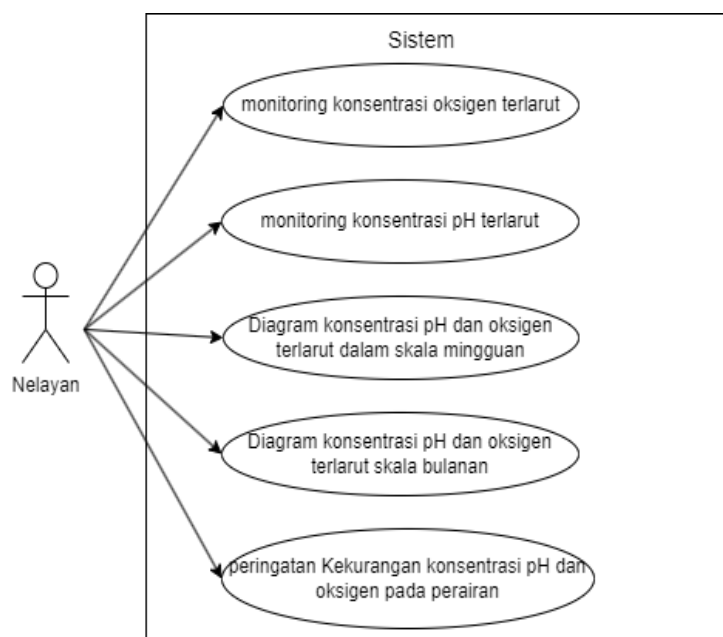 Sistem
monitoring konsentrasi oksigen terlarut
monitoring konsentrasi pH terlarut
Diagram konsentrasi pH dan oksigen
terlarut dalam skala mingguan
Nelayan
Diagram konsentrasi pH dan oksigen
terlarut skala bulanan
peringatan Kekurangan konsentrasi pH dan
oksigen pada perairan